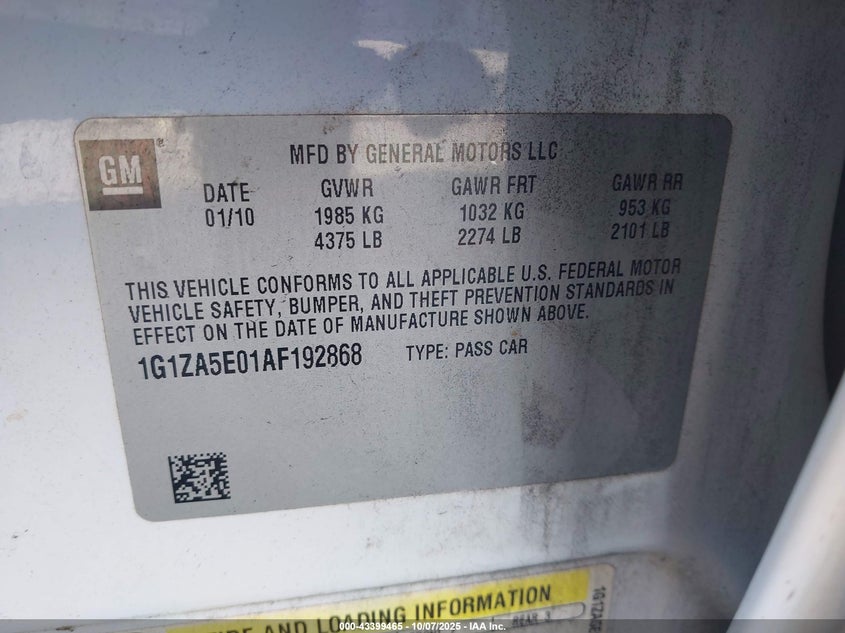 GM
MFD BY GENERAL MOTORS LLC
DATE GVWR GAWR FRT GAWR RR
01/10 1985 KG 1032 KG 953 KG
4375 LB 2274 LB 2101 LB
THIS VEHICLE CONFORMS TO ALL APPLICABLE U.S. FEDERAL MOTOR
VEHICLE SAFETY, BUMPER, AND THEFT PREVENTION STANDARDS IN
EFFECT ON THE DATE OF MANUFACTURE SHOWN ABOVE.
1G1ZA5E01AF192868 TYPE: PASS CAR
AND LOADING INFORMATION
REAR 3
000-43399465 - 10/07/2025 - IAA Inc.